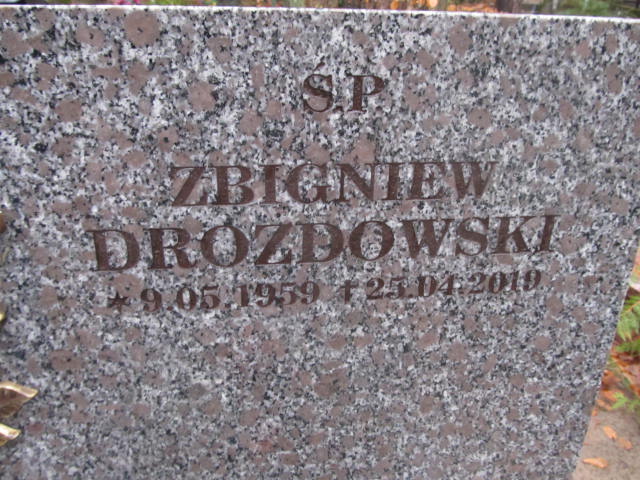 Ś.P.
ZBIGNIEW
DROZDOWSKI
★ 9.05.1959 ✝ 25.04.2019